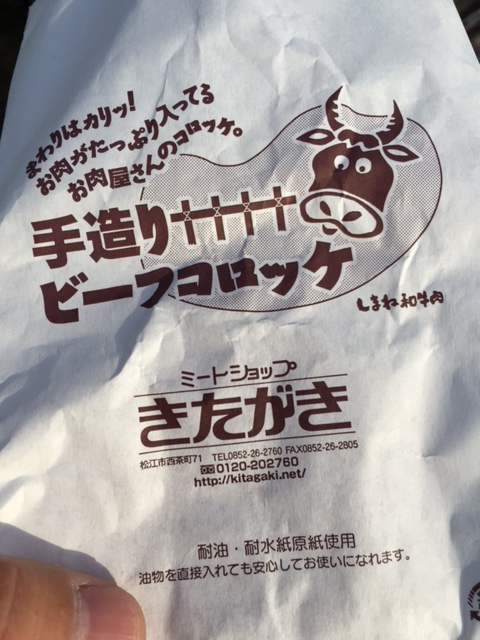 まわりはカリッ!
お肉がたっぷり入ってる
お肉屋さんのコロッケ。
手造り
ビーフコロッケ
しまね和牛肉
ミートショップ
きたがき
松江市西茶町71 TEL0852-26-2760 FAX0852-26-2805
0120-202760
http://kitagaki.net/
耐油・耐水紙原紙使用
油物を直接入れても安心してお使いになれます。